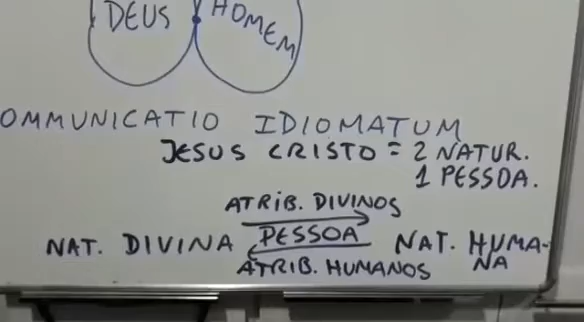 DEUS HOMEM
OMMUNICATIO IDIOMATUM
JESUS CRISTO = 2 NATUR.
1 PESSOA.
ATRIB. DIVINOS
NAT. DIVINA PESSOA NAT. HUMA-
NA
ATRIB. HUMANOS